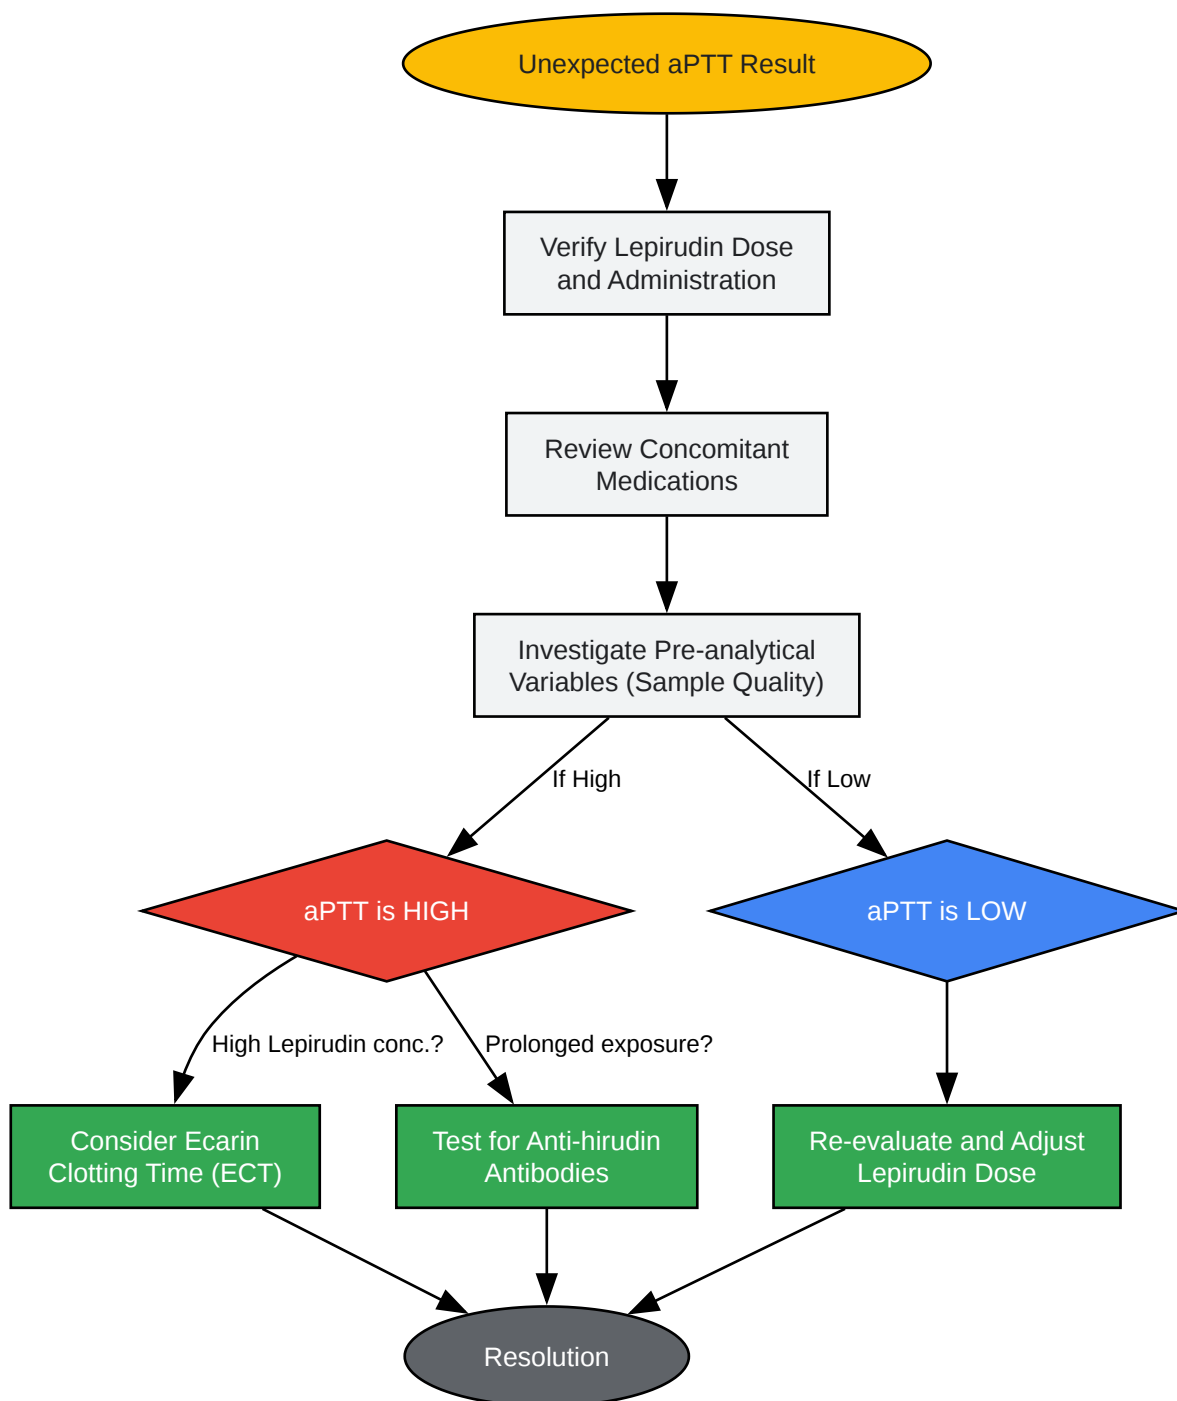 Unexpected aPTT Result
Verify Lepirudin Dose
and Administration
Review Concomitant
Medications
Investigate Pre-analytical
Variables (Sample Quality)
If High
If Low
aPTT is HIGH
aPTT is LOW
High Lepirudin conc.?
Prolonged exposure?
Consider Ecarin
Clotting Time (ECT)
Test for Anti-hirudin
Antibodies
Re-evaluate and Adjust
Lepirudin Dose
Resolution